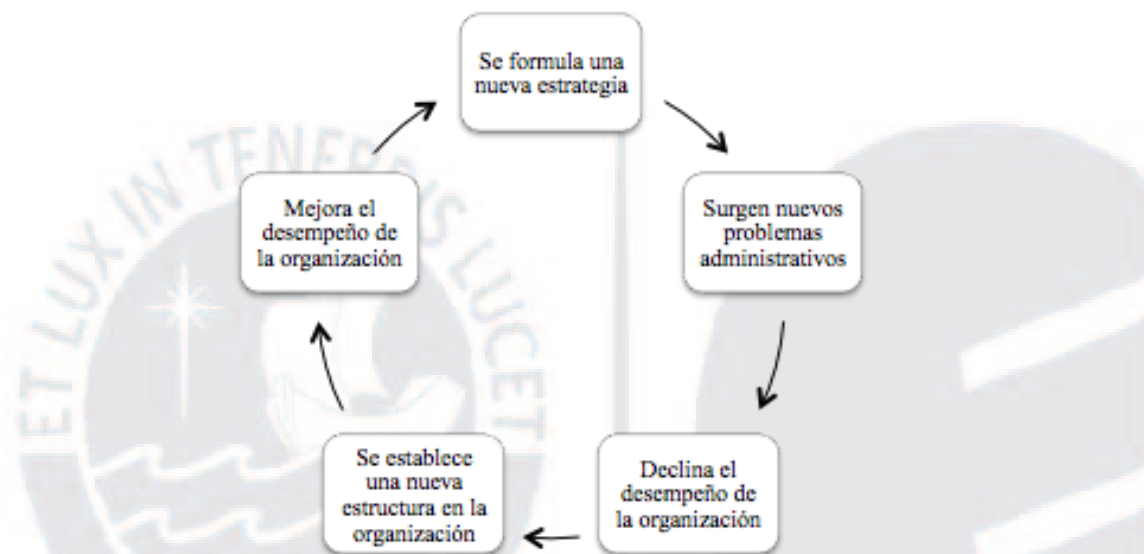 Se formula una
nueva estrategia
Surgen nuevos
problemas
administrativos
Declina el
desempeño de
la organización
Se establece
una nueva
estructura en la
organización
Mejora el
desempeño de
la organización
ET LUX IN TENEBRIS LUCET